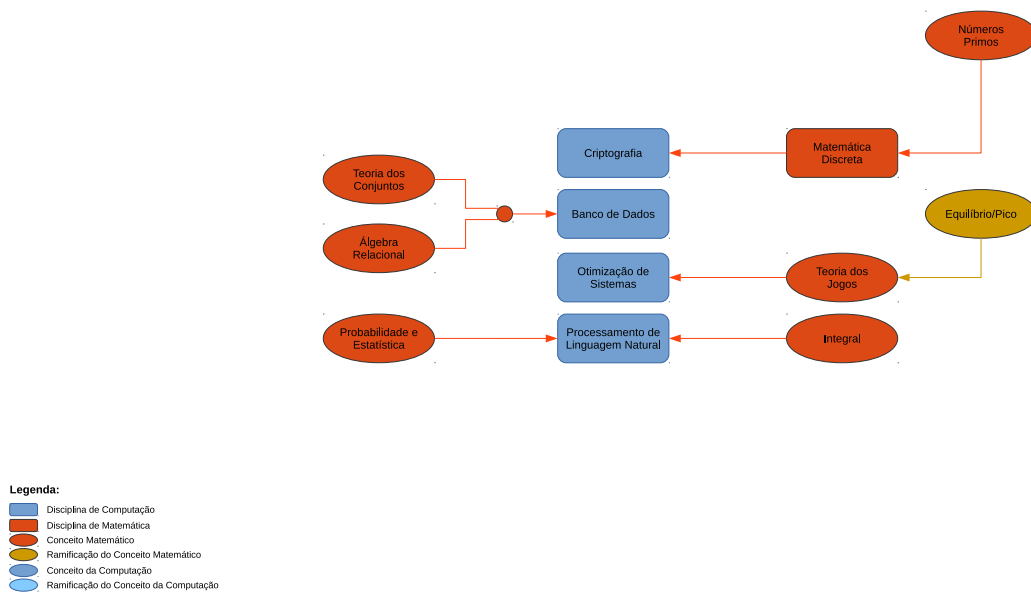 Números
Primos
Criptografia
Matemática
Discreta
Teoria dos
Conjuntos
Banco de Dados
Equilíbrio/Pico
Álgebra
Relacional
Otimização de
Sistemas
Teoria dos
Jogos
Probabilidade e
Estatística
Processamento de
Linguagem Natural
Integral
Legenda:
Disciplina de Computação
Disciplina de Matemática
Conceito Matemático
Ramificação do Conceito Matemático
Conceito da Computação
Ramificação do Conceito da Computação